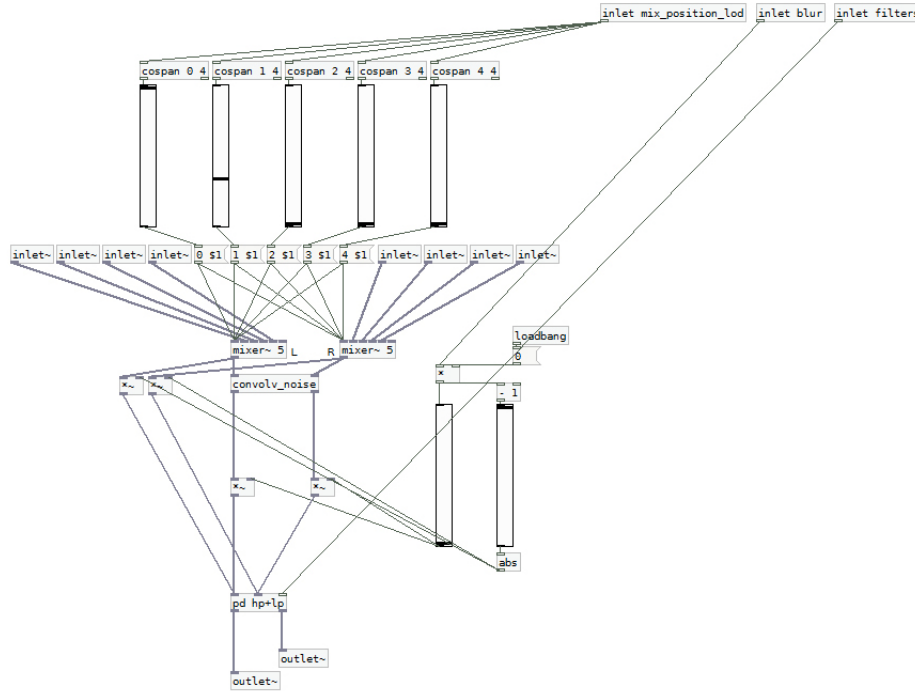 inlet mix_position_lod
inlet blur
inlet filters
cospan 0 4
cospan 1 4
cospan 2 4
cospan 3 4
cospan 4 4
inlet~
inlet~
inlet~
inlet~
0 $1
1 $1
2 $1
3 $1
4 $1
inlet~
inlet~
inlet~
inlet~
loadbang
0
mixer~ 5
L
R
mixer~ 5
*
*~
*~
convolv_noise
- 1
*~
*~
abs
pd hp+lp
outlet~
outlet~